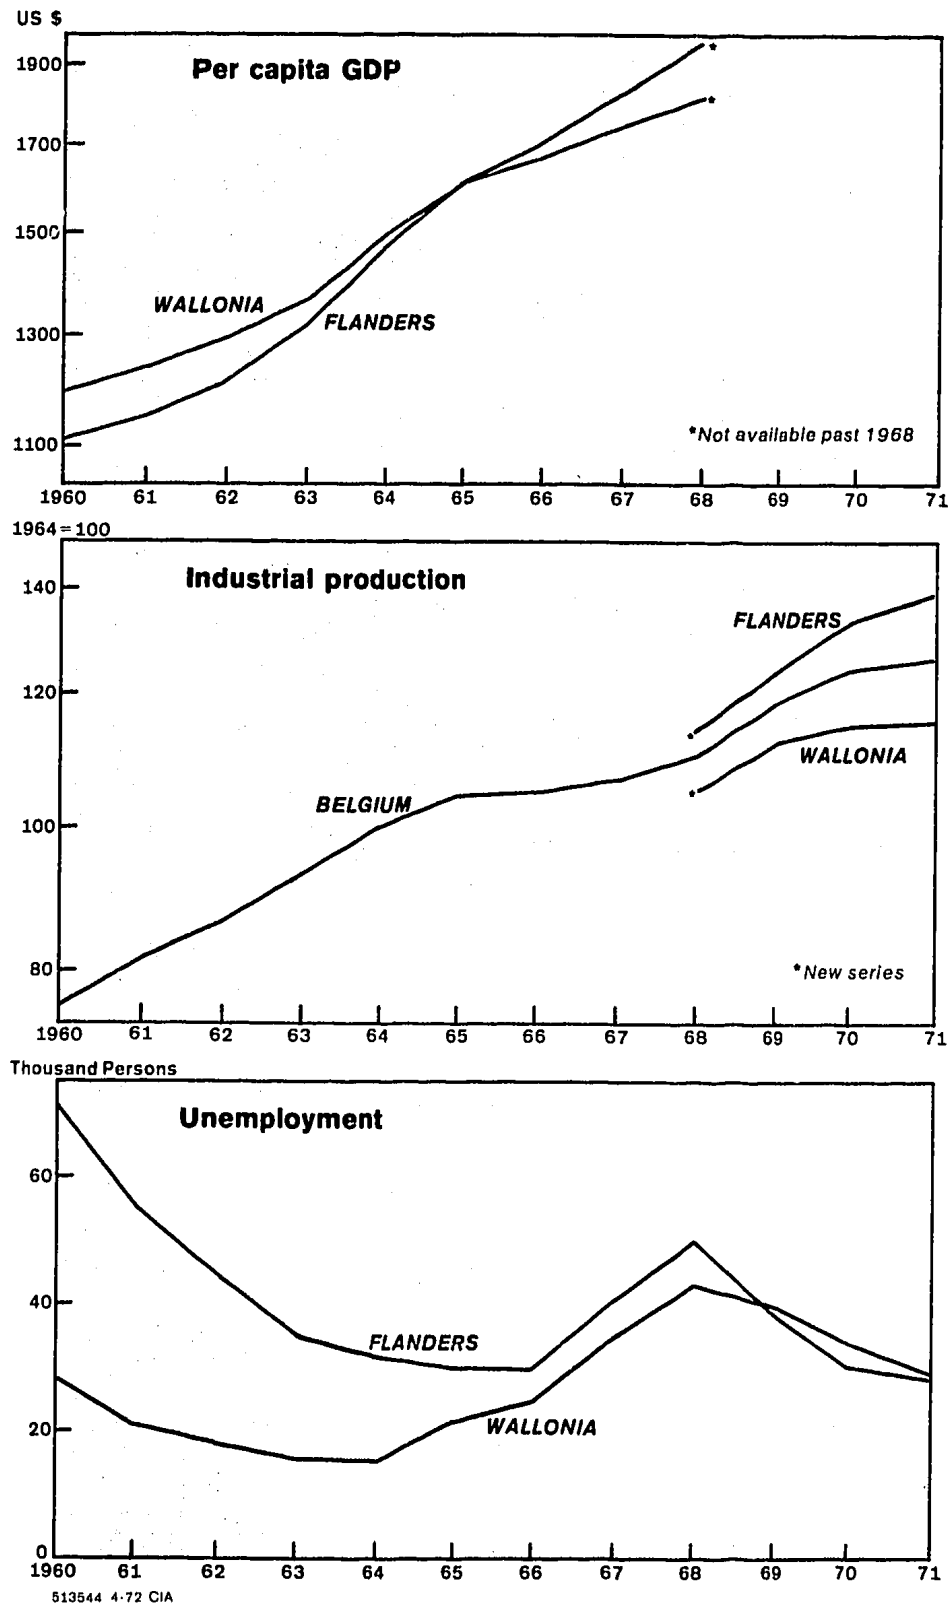 US $
1900
Per capita GDP
1700
1500
WALLONIA
FLANDERS
1300
*Not available past 1968
1100
1960 61 62 63 64 65 66 67 68 69 70 71
1964=100
Industrial production
140
FLANDERS
120
WALLONIA
BELGIUM
100
80
*New series
1960 61 62 63 64 65 66 67 68 69 70 71
Thousand Persons
Unemployment
60
40
FLANDERS
20
WALLONIA
0
1960 61 62 63 64 65 66 67 68 69 70 71
513544 4-72 CIA